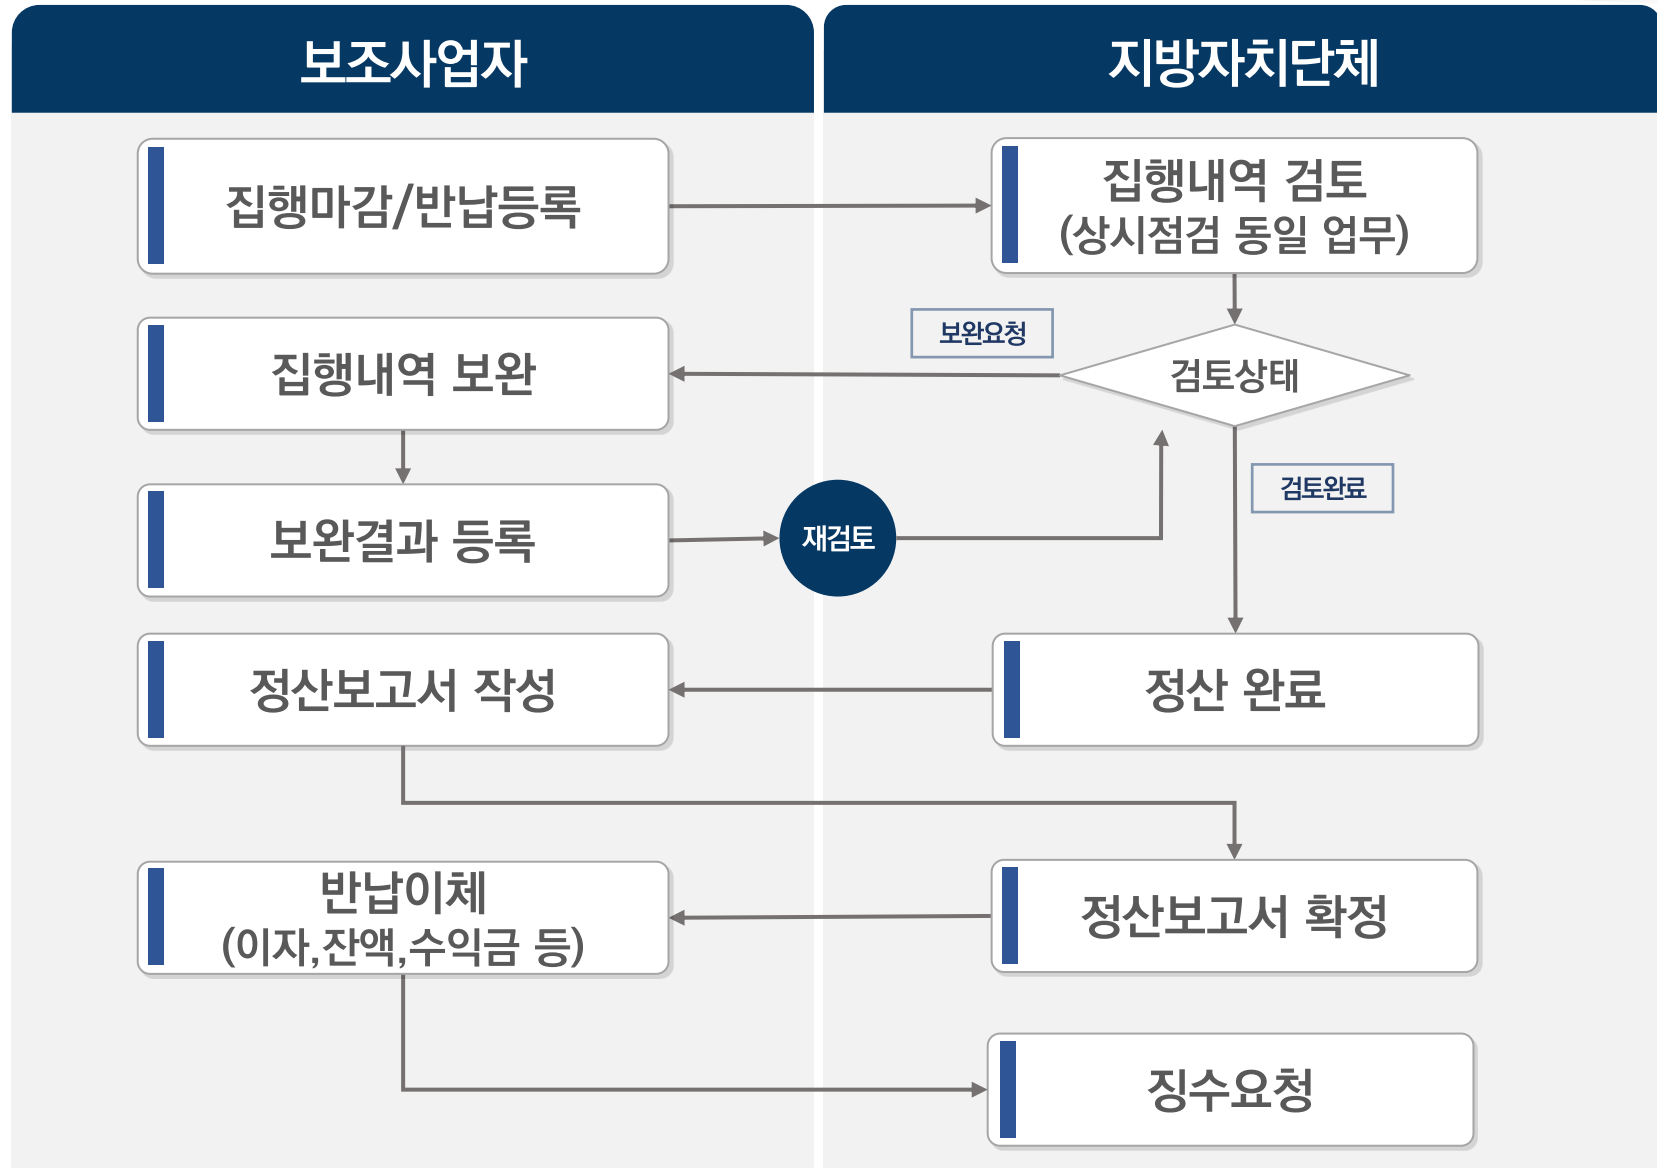 보조사업자
지방자치단체
집행마감/반납등록
집행내역 검토
(상시점검 동일 업무)
보완요청
집행내역 보완
검토상태
검토완료
보완결과 등록
재검토
정산보고서 작성
정산 완료
반납이체
(이자,잔액,수익금 등)
정산보고서 확정
징수요청